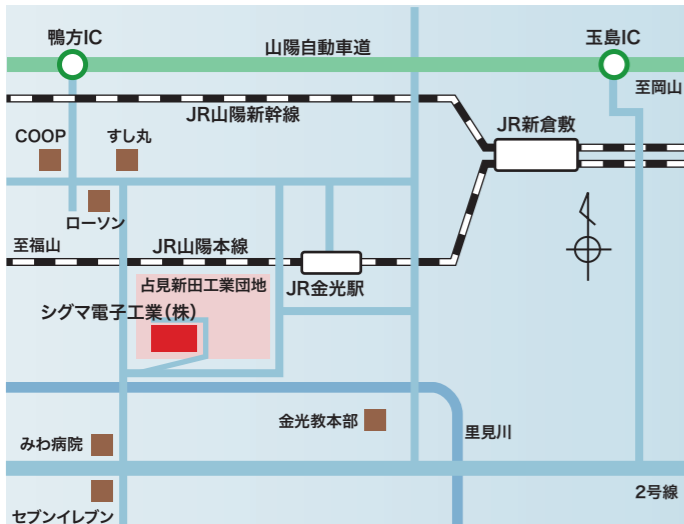 鴨方IC
山陽自動車道
玉島IC
至岡山
JR山陽新幹線
JR新倉敷
COOP
すし丸
ローソン
至福山
JR山陽本線
占見新田工業団地
JR金光駅
シグマ電子工業(株)
金光教本部
里見川
みわ病院
2号線
セブンイレブン